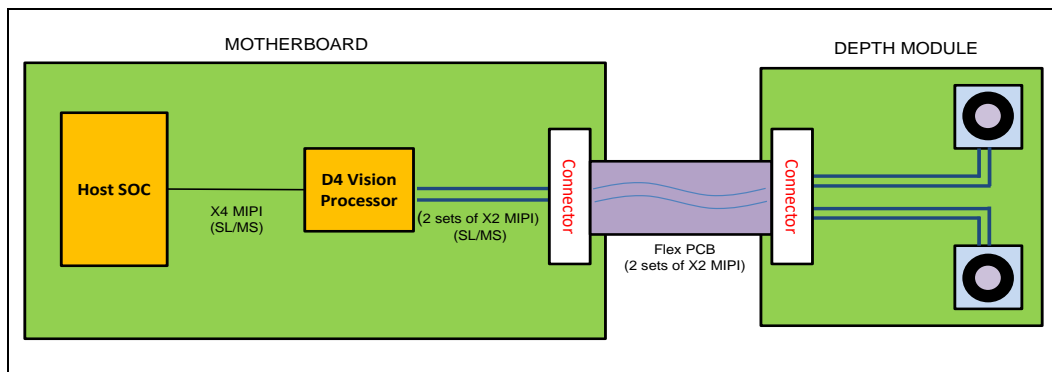 MOTHERBOARD
DEPTH MODULE
Host SOC
X4 MIPI
(SL/MS)
D4 Vision
Processor
(2 sets of X2 MIPI)
(SL/MS)
Connector
Flex PCB
(2 sets of X2 MIPI)
Connector